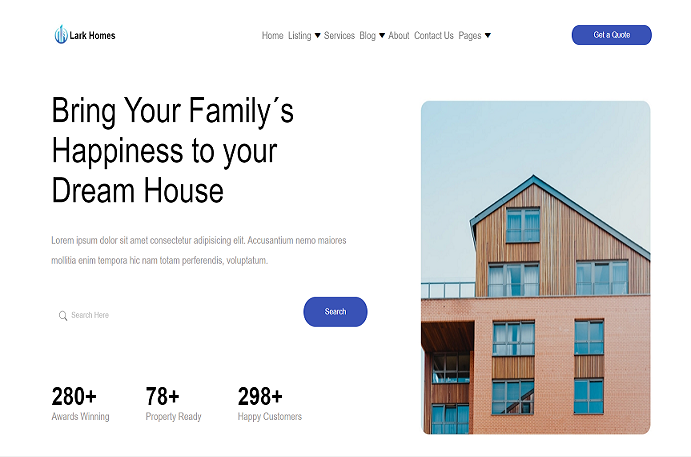 Lark Homes
Home Listing Services Blog About Contact Us Pages
Get a Quote
Bring Your Family´s
Happiness to your
Dream House
Lorem ipsum dolor sit amet consectetur adipisicing elit. Accusantium nemo maiores
mollitia enim tempora hic nam totam perferendis, voluptatum.
Search Here
Search
280+ 78+ 298+
Awards Winning Property Ready Happy Customers